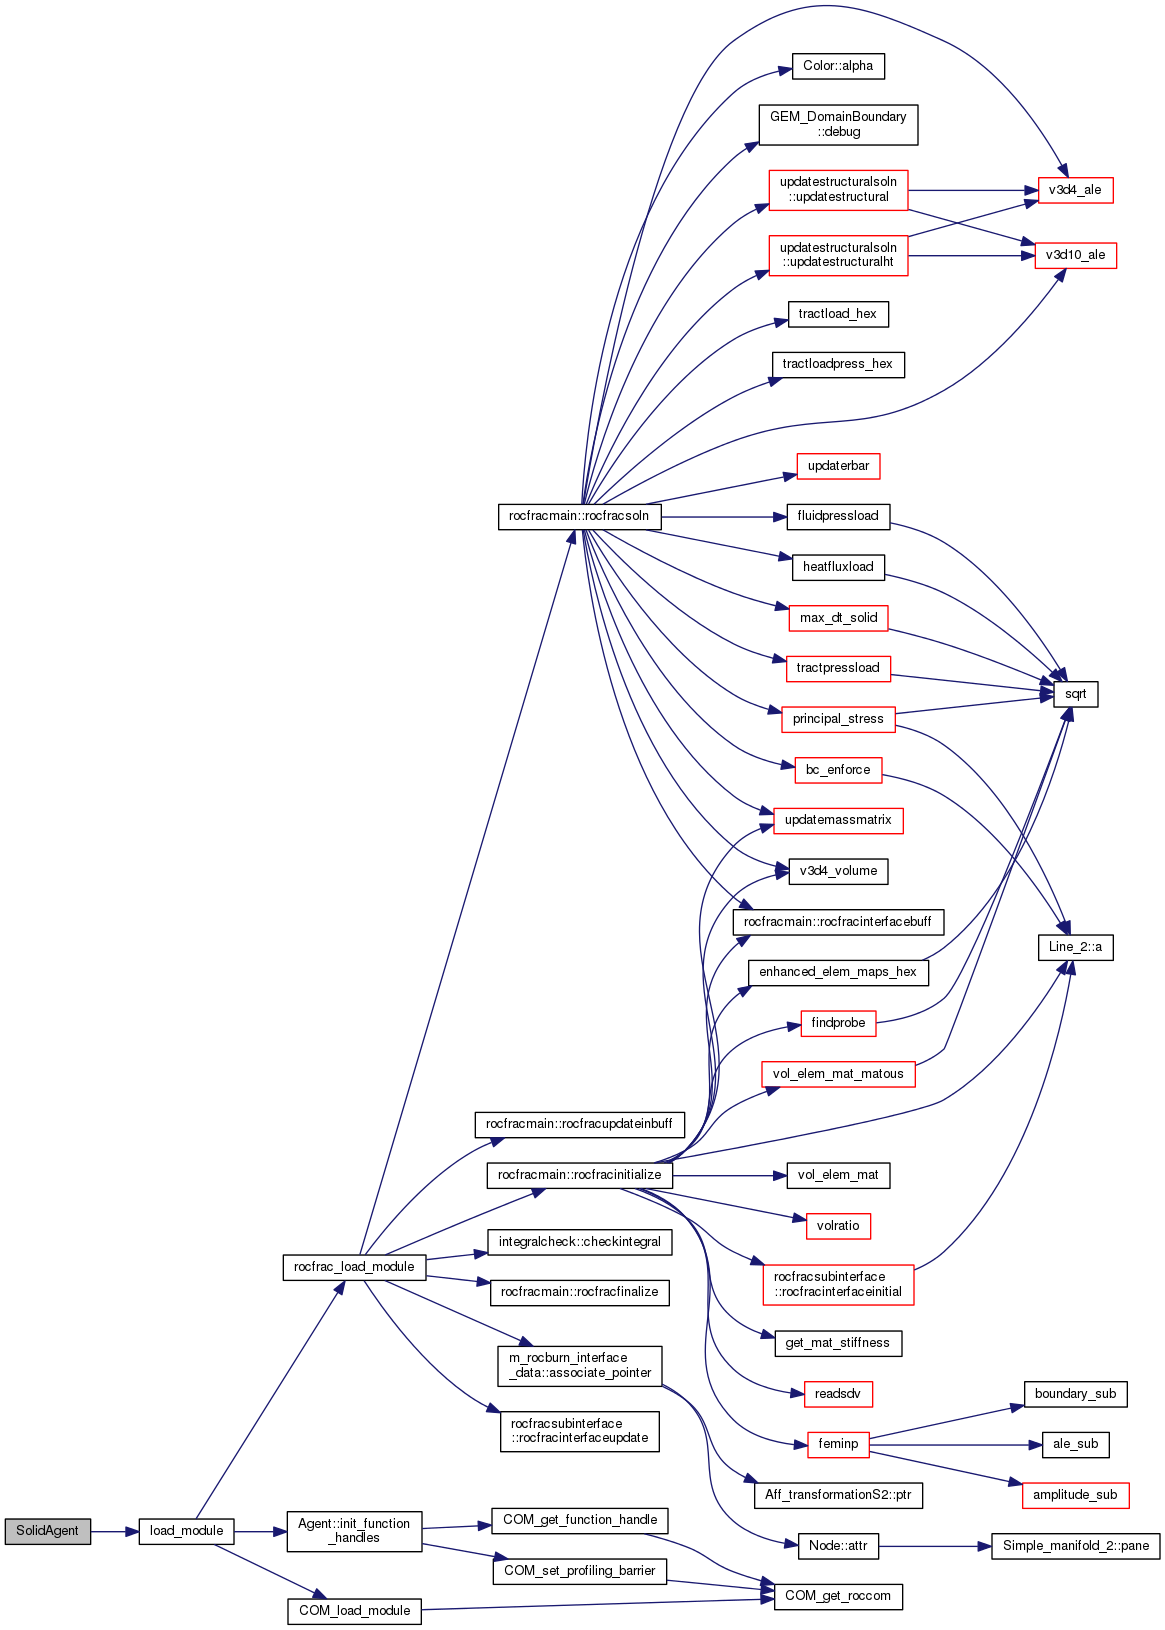 Color::alpha
GEM_DomainBoundary
::debug
updatestructuralsoln
::updatestructural
v3d4_ale
updatestructuralsoln
::updatestructuralht
v3d10_ale
tractload_hex
tractloadpress_hex
updaterbar
rocfracmain::rocfracsoln
fluidpressload
heatfluxload
max_dt_solid
tractpressload
sqrt
principal_stress
bc_enforce
updatemassmatrix
v3d4_volume
rocfracmain::rocfracinterfacebuff
Line_2::a
enhanced_elem_maps_hex
findprobe
vol_elem_mat_matous
rocfracmain::rocfracupdateinbuff
rocfracmain::rocfracinitialize
vol_elem_mat
volratio
integralcheck::checkintegral
rocfrac_load_module
rocfracsubinterface
::rocfracinterfaceinitial
rocfracmain::rocfracfinalize
get_mat_stiffness
m_rocburn_interface
_data::associate_pointer
readsdv
boundary_sub
rocfracsubinterface
::rocfracinterfaceupdate
feminp
ale_sub
Aff_transformationS2::ptr
amplitude_sub
SolidAgent
load_module
Agent::init_function
_handles
COM_get_function_handle
Node::attr
Simple_manifold_2::pane
COM_set_profiling_barrier
COM_get_roccom
COM_load_module